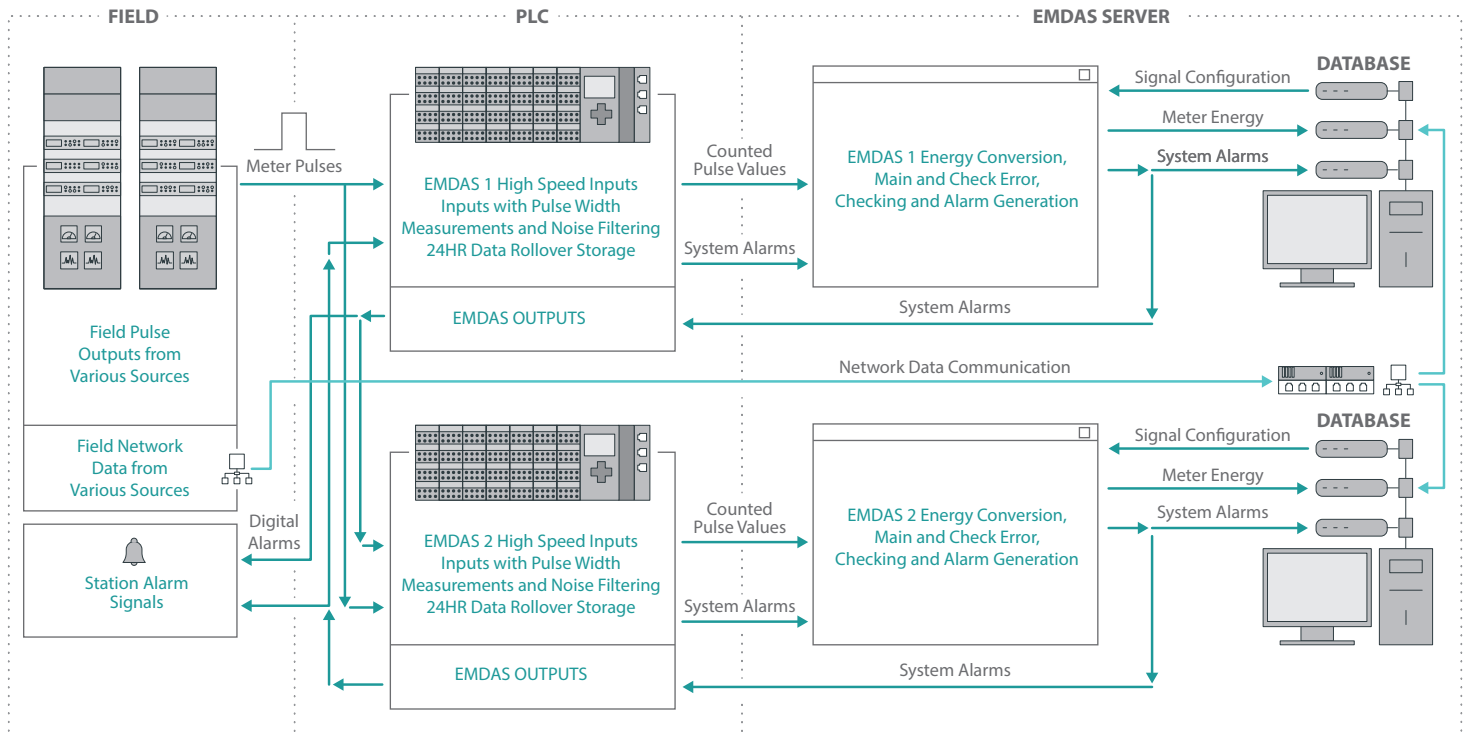 FIELD
PLC
EMDAS SERVER
Meter Pulses
Field Pulse
Outputs from
Various Sources
Field Network
Data from
Various Sources
Digital
Alarms
Station Alarm
Signals
EMDAS 1 High Speed Inputs
Inputs with Pulse Width
Measurements and Noise Filtering
24HR Data Rollover Storage
EMDAS OUTPUTS
Counted
Pulse Values
System Alarms
EMDAS 1 Energy Conversion,
Main and Check Error,
Checking and Alarm Generation
System Alarms
DATABASE
Signal Configuration
Meter Energy
System Alarms
Network Data Communication
EMDAS 2 High Speed Inputs
Inputs with Pulse Width
Measurements and Noise Filtering
24HR Data Rollover Storage
EMDAS OUTPUTS
Counted
Pulse Values
System Alarms
EMDAS 2 Energy Conversion,
Main and Check Error,
Checking and Alarm Generation
System Alarms
DATABASE
Signal Configuration
Meter Energy
System Alarms